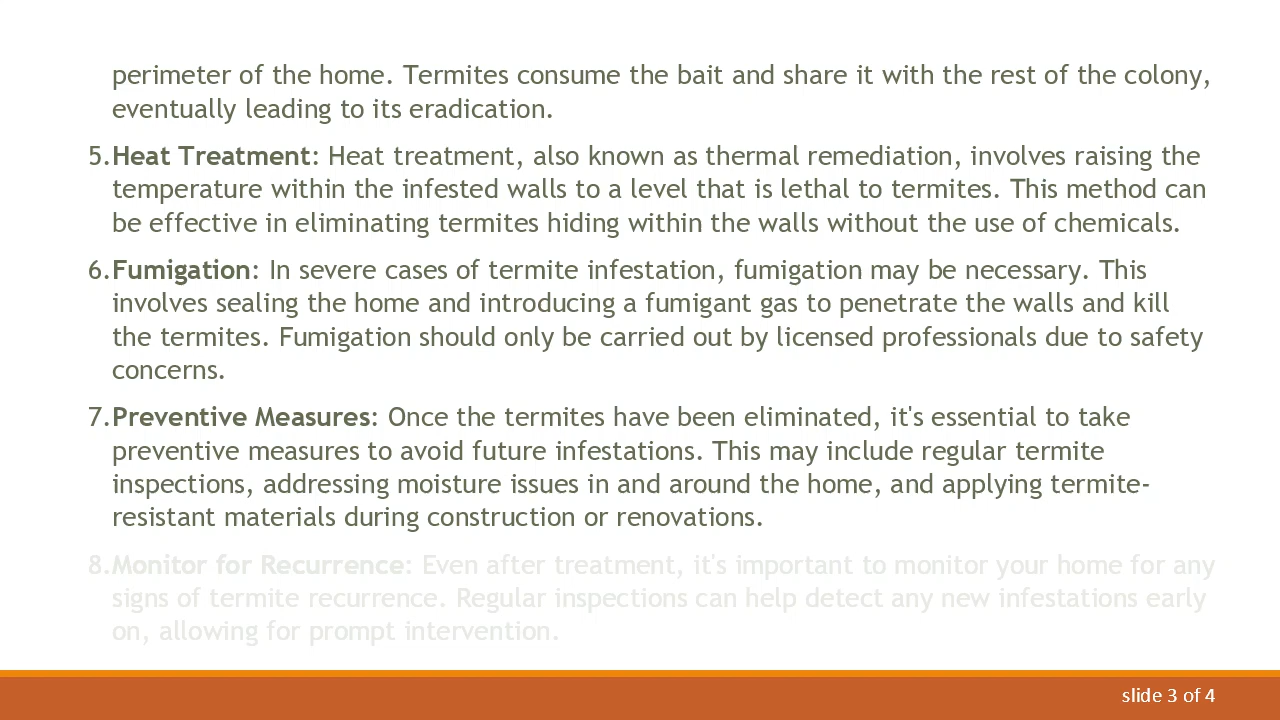 perimeter of the home. Termites consume the bait and share it with the rest of the colony,
eventually leading to its eradication.
5.Heat Treatment: Heat treatment, also known as thermal remediation, involves raising the
temperature within the infested walls to a level that is lethal to termites. This method can
be effective in eliminating termites hiding within the walls without the use of chemicals.
6.Fumigation: In severe cases of termite infestation, fumigation may be necessary. This
involves sealing the home and introducing a fumigant gas to penetrate the walls and kill
the termites. Fumigation should only be carried out by licensed professionals due to safety
concerns.
7.Preventive Measures: Once the termites have been eliminated, it's essential to take
preventive measures to avoid future infestations. This may include regular termite
inspections, addressing moisture issues in and around the home, and applying termite-
resistant materials during construction or renovations.
8.Monitor for Recurrence: Even after treatment, it's important to monitor your home for any
signs of termite recurrence. Regular inspections can help detect any new infestations early
on, allowing for prompt intervention.
slide 3 of 4